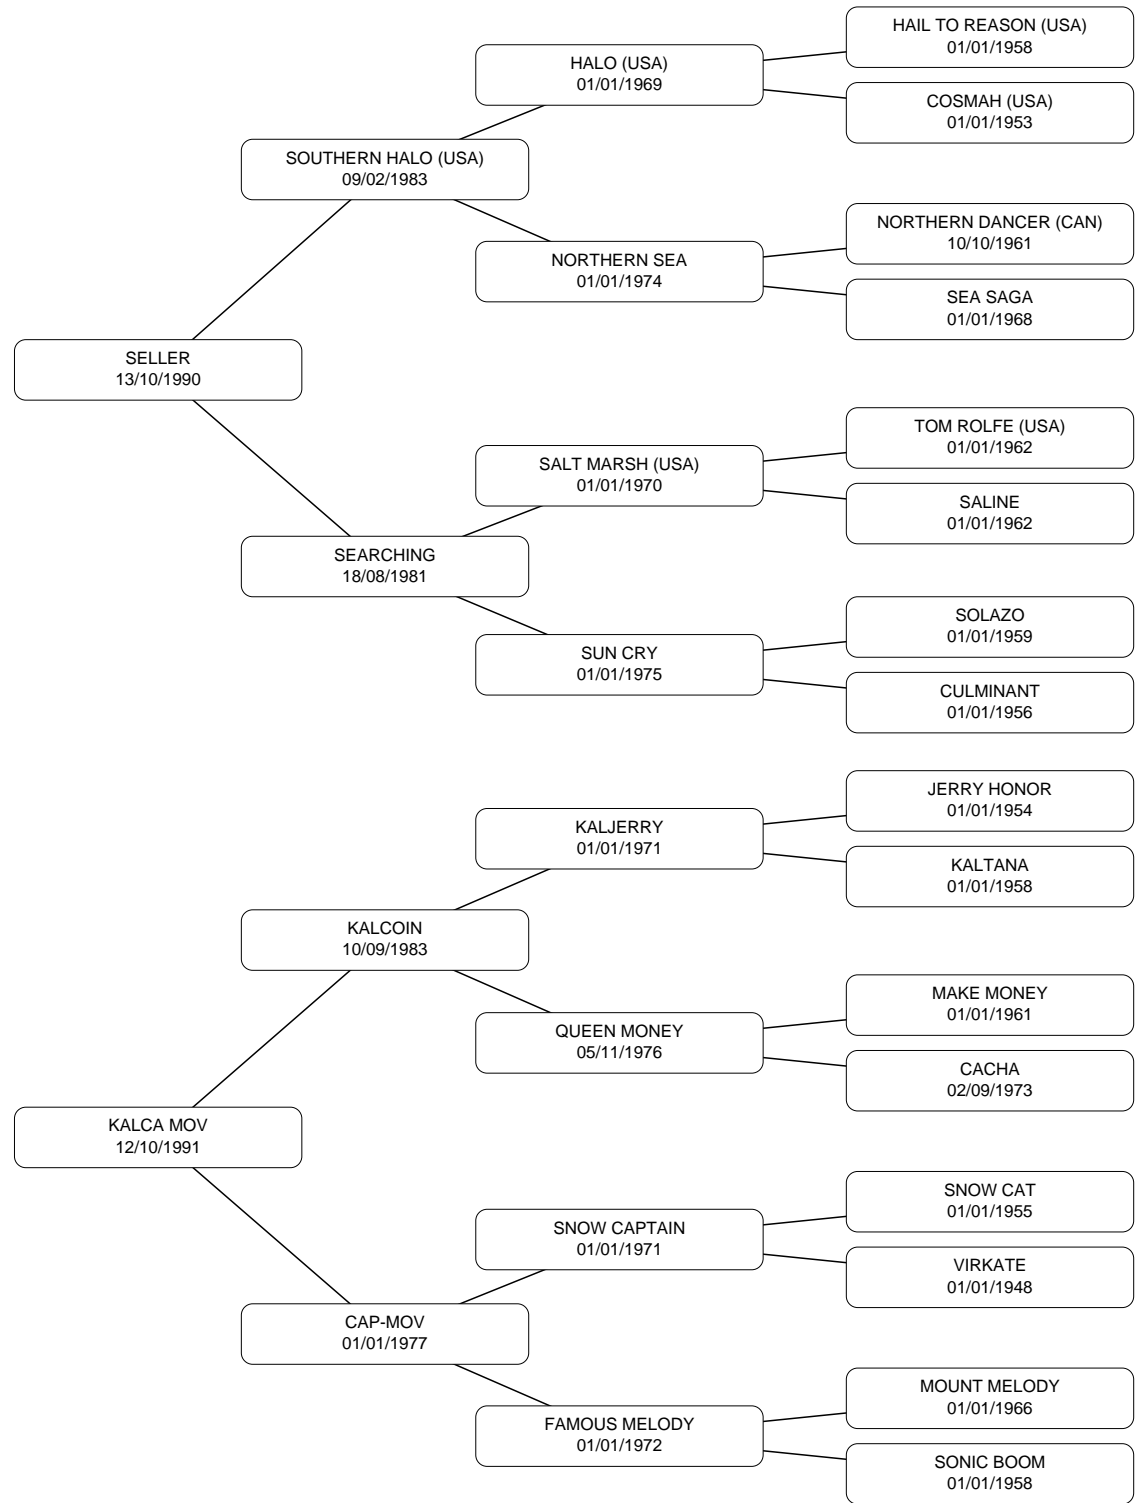 HAIL TO REASON (USA)
01/01/1958
HALO (USA)
01/01/1969
COSMAH (USA)
01/01/1953
SOUTHERN HALO (USA)
09/02/1983
NORTHERN DANCER (CAN)
10/10/1961
NORTHERN SEA
01/01/1974
SEA SAGA
01/01/1968
SELLER
13/10/1990
TOM ROLFE (USA)
01/01/1962
SALT MARSH (USA)
01/01/1970
SALINE
01/01/1962
SEARCHING
18/08/1981
SOLAZO
01/01/1959
SUN CRY
01/01/1975
CULMINANT
01/01/1956
JERRY HONOR
01/01/1954
KALJERRY
01/01/1971
KALTANA
01/01/1958
KALCOIN
10/09/1983
MAKE MONEY
01/01/1961
QUEEN MONEY
05/11/1976
CACHA
02/09/1973
KALCA MOV
12/10/1991
SNOW CAT
01/01/1955
SNOW CAPTAIN
01/01/1971
VIRKATE
01/01/1948
CAP-MOV
01/01/1977
MOUNT MELODY
01/01/1966
FAMOUS MELODY
01/01/1972
SONIC BOOM
01/01/1958